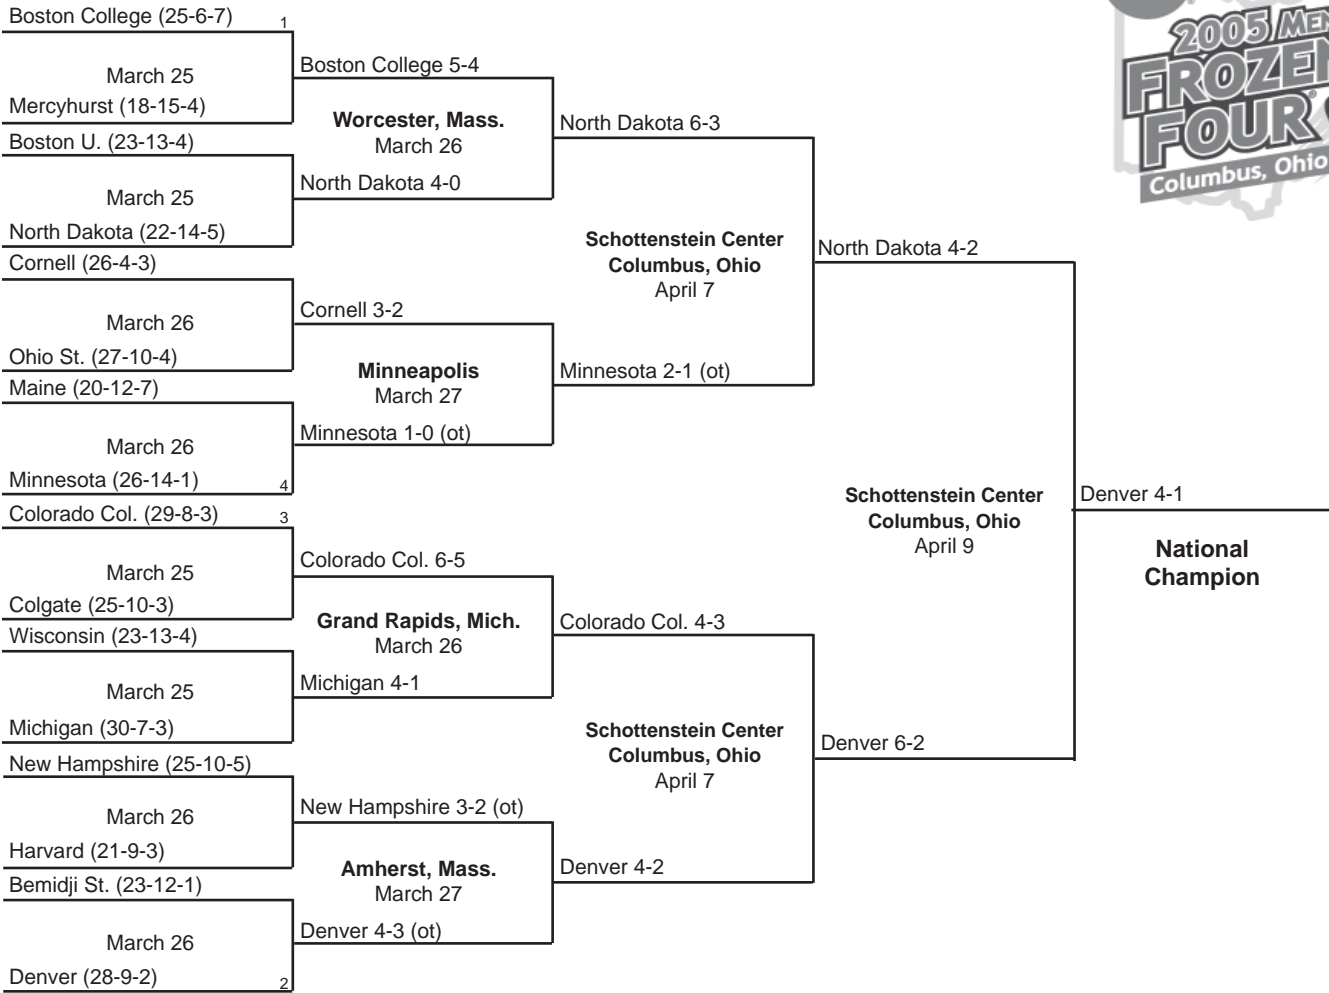 Boston College (25-6-7)
1
March 25
Mercyhurst (18-15-4)
Boston U. (23-13-4)
March 25
North Dakota (22-14-5)
Cornell (26-4-3)
March 26
Ohio St. (27-10-4)
Maine (20-12-7)
March 26
Minnesota (26-14-1)
4
Colorado Col. (29-8-3)
3
March 25
Colgate (25-10-3)
Wisconsin (23-13-4)
March 25
Michigan (30-7-3)
New Hampshire (25-10-5)
March 26
Harvard (21-9-3)
Bemidji St. (23-12-1)
March 26
Denver (28-9-2)
2
Boston College 5-4
Worcester, Mass.
March 26
North Dakota 4-0
Cornell 3-2
Minneapolis
March 27
Minnesota 1-0 (ot)
Colorado Col. 6-5
Grand Rapids, Mich.
March 26
Michigan 4-1
New Hampshire 3-2 (ot)
Amherst, Mass.
March 27
Denver 4-3 (ot)
North Dakota 6-3
Schottenstein Center
Columbus, Ohio
April 7
Minnesota 2-1 (ot)
Colorado Col. 4-3
Schottenstein Center
Columbus, Ohio
April 7
Denver 4-2
North Dakota 4-2
Schottenstein Center
Columbus, Ohio
April 9
Denver 6-2
Denver 4-1
National
Champion
2005 MEN
FROZEN
FOUR
Columbus, Ohio